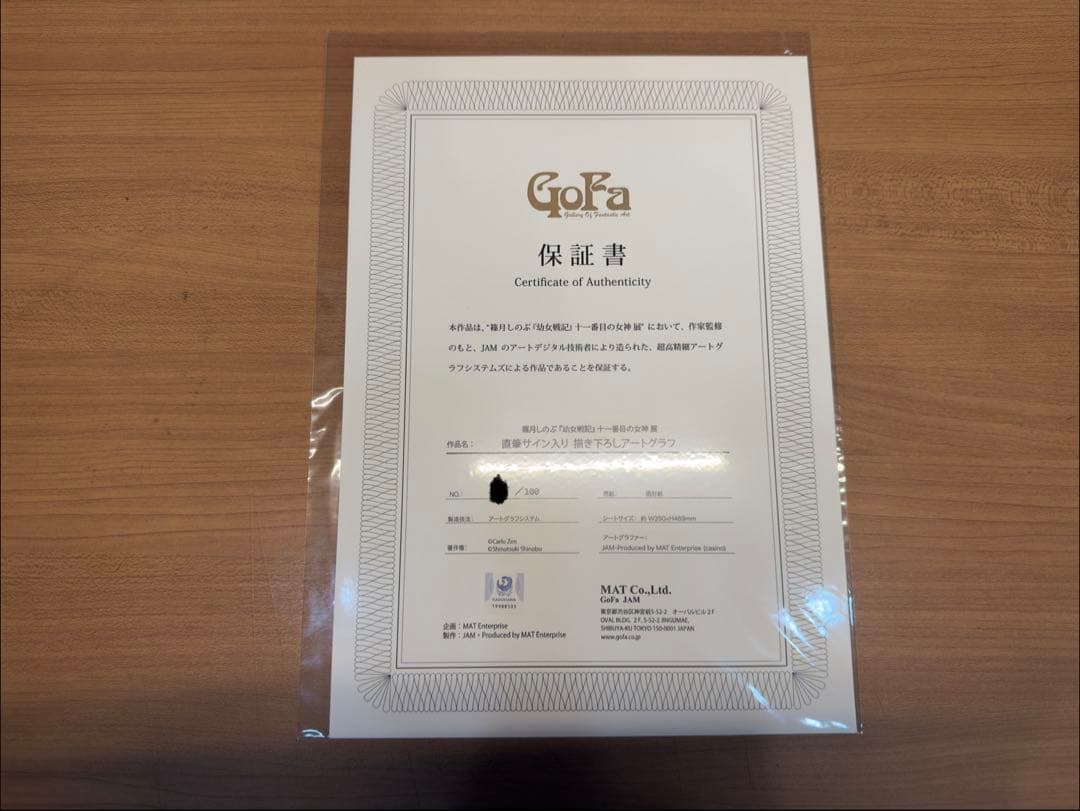 GoFa
Gallery Of Fantastic Art
保証書
Certificate of Authenticity
本作品は、"篠月しのぶ『幼女戦記』十一番目の女神 展" において、作家監修
のもと、JAM のアートデジタル技術者により造られた、超高精細アートグ
ラフシステムズによる作品であることを保証する。
篠月しのぶ『幼女戦記』十一番目の女神 展
作品名： 直筆サイン入り 描き下ろしアートグラフ
NO.: ／100
用紙:
製造技法： アートグラフシステム
シートサイズ： 約 W350×H469mm
著作権： ©Carlo Zen
©Shinotsuki Shinobu
アートグラファー：
JAM・Produced by MAT Enterprise (casino)
KADOKAWA
企画：MAT Enterprise
製作：JAM・Produced by MAT Enterprise
MAT Co.,Ltd.
GoFa JAM
東京都渋谷区神宮前5-52-2 オーバルビル 2 F
OVAL BLDG. 2 F, 5-52-2 JINGUMAE,
SHIBUYA-KU TOKYO 150-0001 JAPAN
www.gofa.co.jp